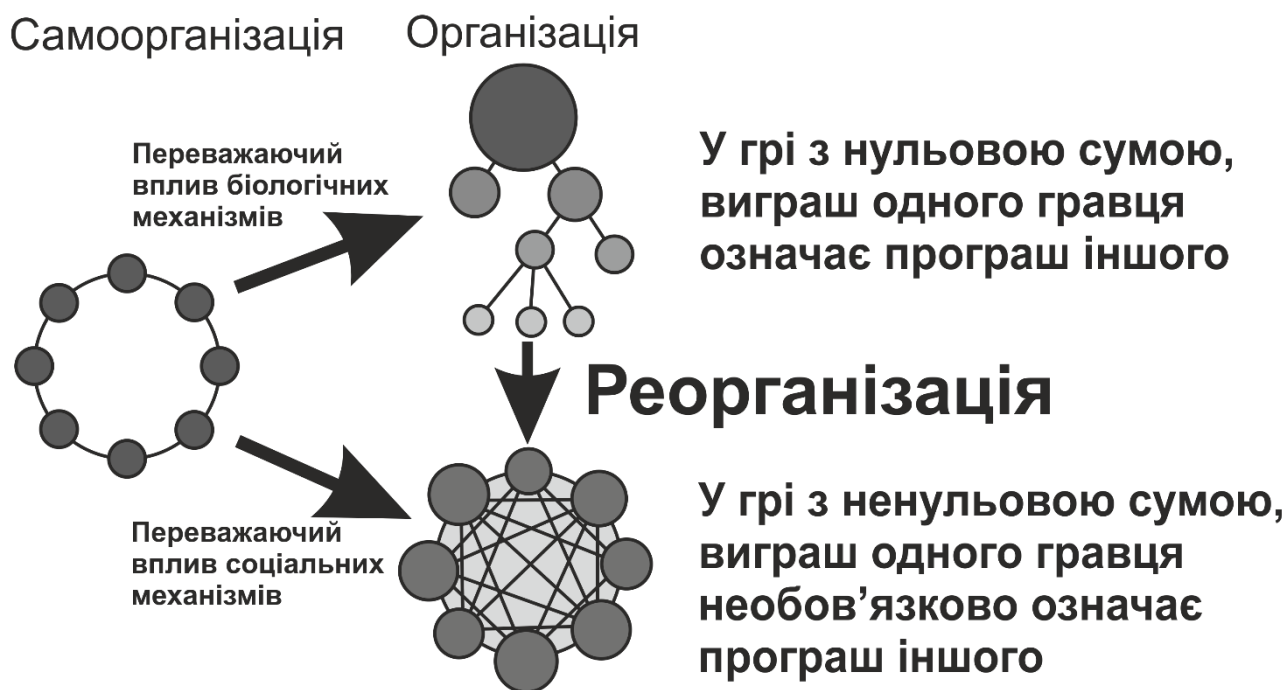 Самоорганізація
Організація
Переважаючий
вплив біологічних
механізмів
У грі з нульовою сумою,
виграш одного гравця
означає програш іншого
Реорганізація
Переважаючий
вплив соціальних
механізмів
У грі з ненульовою сумою,
виграш одного гравця
необов’язково означає
програш іншого